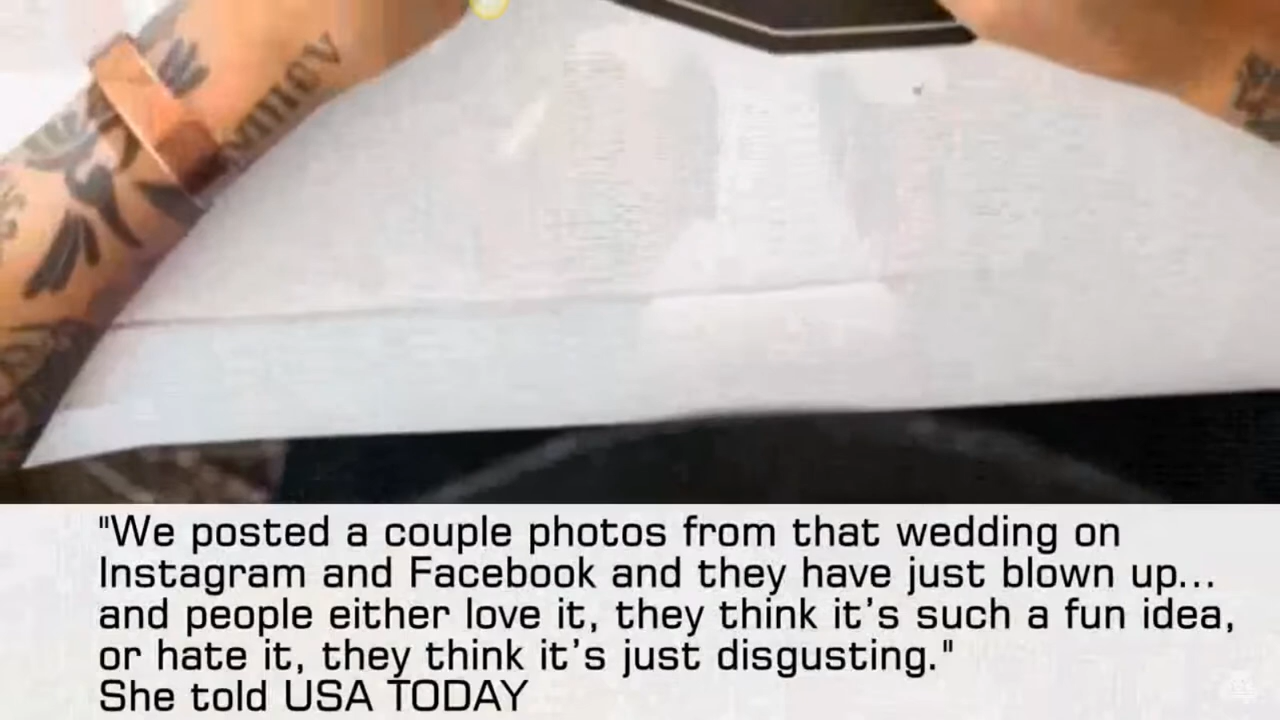 "We posted a couple photos from that wedding on
Instagram and Facebook and they have just blown up...
and people either love it, they think it's such a fun idea,
or hate it, they think it's just disgusting."
She told USA TODAY